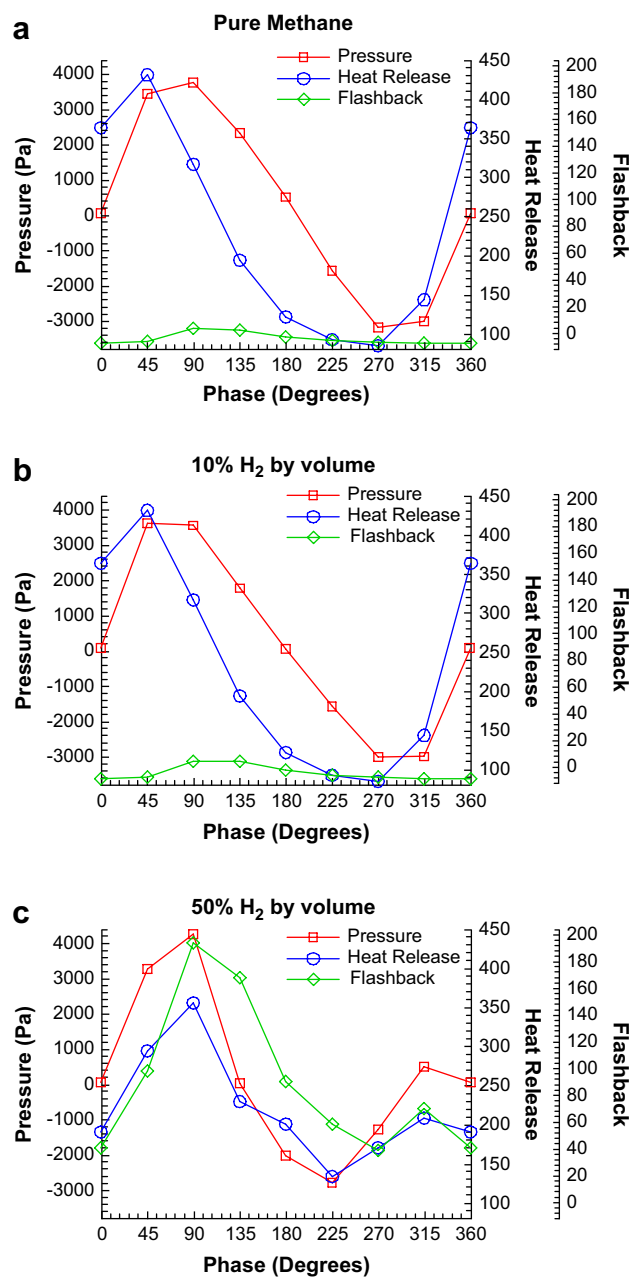 a
Pure Methane
Pressure
Heat Release
Flashback
4000
3000
2000
1000
0
-1000
-2000
-3000
Pressure (Pa)
450
400
350
300
250
200
150
100
Heat Release
200
180
160
140
120
100
80
60
40
20
0
Flashback
0 45 90 135 180 225 270 315 360
Phase (Degrees)
b
10% H2 by volume
Pressure
Heat Release
Flashback
4000
3000
2000
1000
0
-1000
-2000
-3000
Pressure (Pa)
450
400
350
300
250
200
150
100
Heat Release
200
180
160
140
120
100
80
60
40
20
0
Flashback
0 45 90 135 180 225 270 315 360
Phase (Degrees)
c
50% H2 by volume
Pressure
Heat Release
Flashback
4000
3000
2000
1000
0
-1000
-2000
-3000
Pressure (Pa)
450
400
350
300
250
200
150
100
Heat Release
200
180
160
140
120
100
80
60
40
20
0
Flashback
0 45 90 135 180 225 270 315 360
Phase (Degrees)